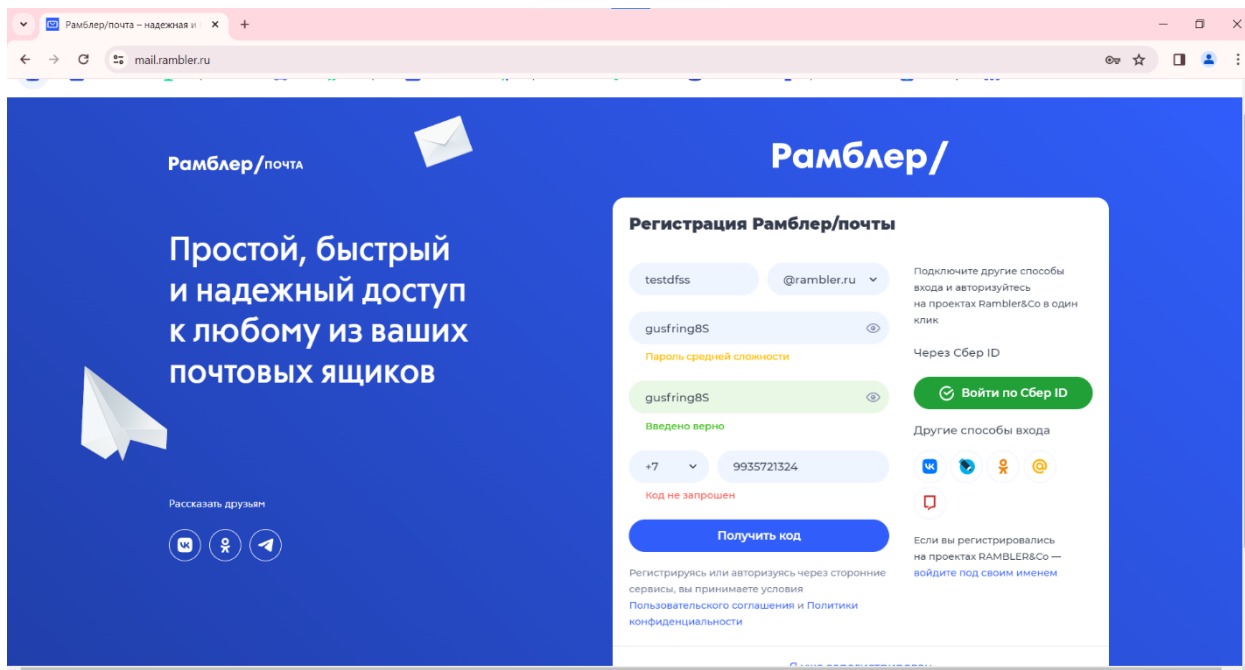 Рамблер/почта – надежная и
mail.rambler.ru
Рамблер/почта
Простой, быстрый
и надежный доступ
к любому из ваших
почтовых ящиков
Рассказать друзьям
Рамблер/
Регистрация Рамблер/почты
testdfss @rambler.ru
gusfring8S
Пароль средней сложности
gusfring8S
Введено верно
+7 9935721324
Код не запрошен
Получить код
Регистрируясь или авторизуясь через сторонние
сервисы, вы принимаете условия
Пользовательского соглашения и Политики
конфиденциальности
Подключите другие способы
входа и авторизуйтесь
на проектах Rambler&Co в один
клик
Через Сбер ID
Войти по Сбер ID
Другие способы входа
Если вы регистрировались
на проектах RAMBLER&Co —
войдите под своим именем